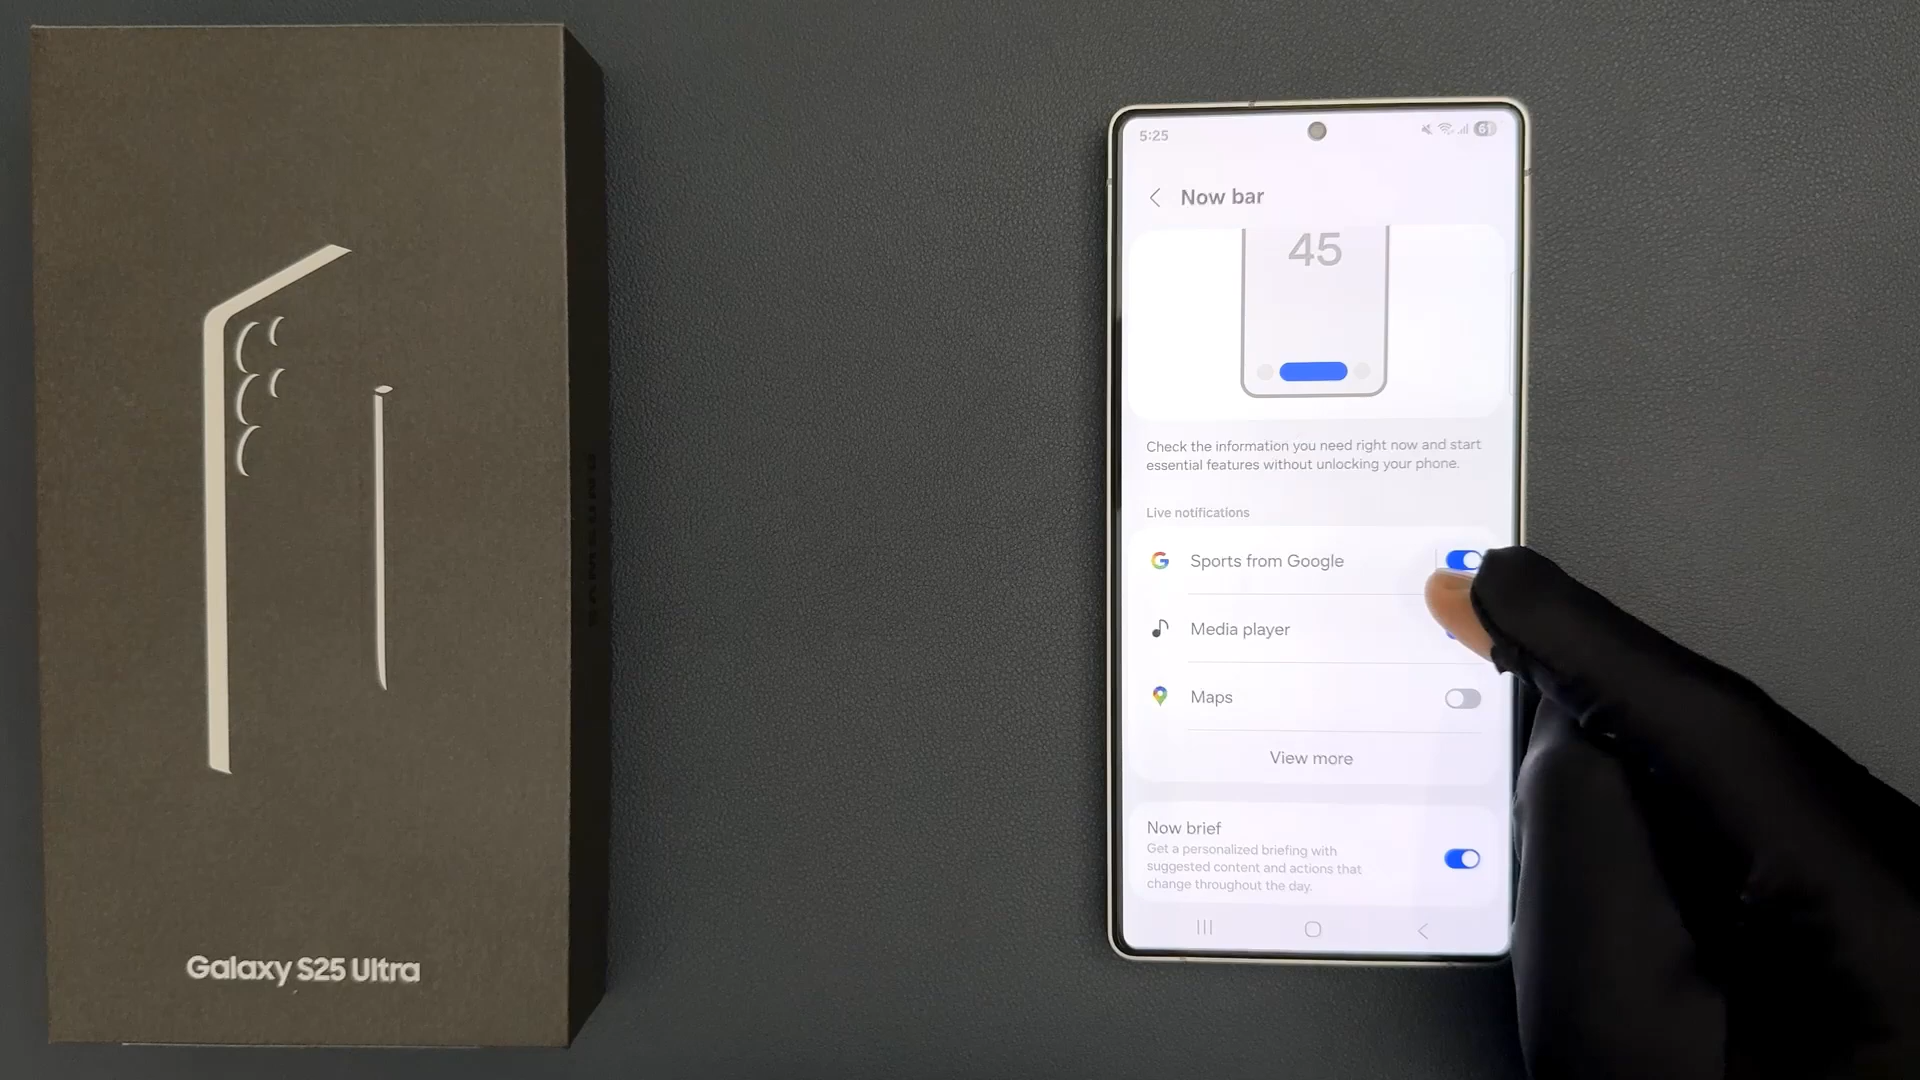 Galaxy S25 Ultra
SAMSUNG
5:25
61
Now bar
45
Check the information you need right now and start
essential features without unlocking your phone.
Live notifications
Sports from Google
Media player
Maps
View more
Now brief
Get a personalized briefing with
suggested content and actions that
change throughout the day.